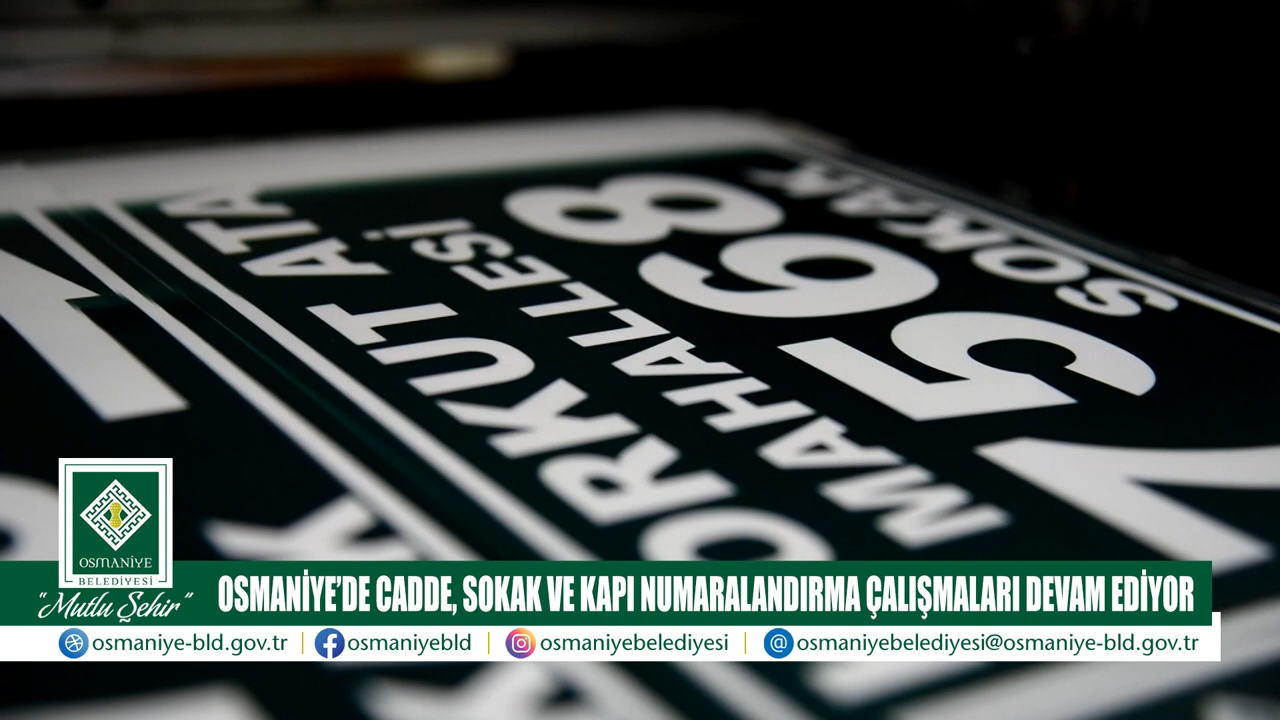 ORKUT ATA
MAHALLESİ
568
SOKAK
OSMANİYE
BELEDİYESİ
"Mutlu Şehir"
OSMANİYE'DE CADDE, SOKAK VE KAPI NUMARALANDIRMA ÇALIŞMALARI DEVAM EDİYOR
osmaniye-bld.gov.tr | osmaniyebld | osmaniyebelediyesi | @ osmaniyebelediyesi@osmaniye-bld.gov.tr